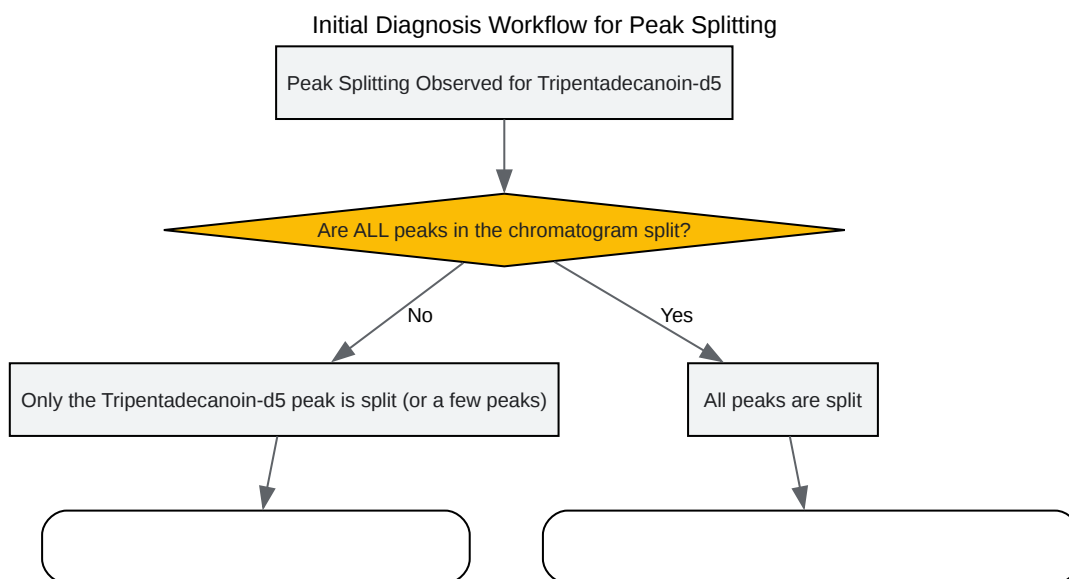 Initial Diagnosis Workflow for Peak Splitting
Peak Splitting Observed for Tripentadecanoin-d5
Are ALL peaks in the chromatogram split?
No
Yes
Only the Tripentadecanoin-d5 peak is split (or a few peaks)
All peaks are split